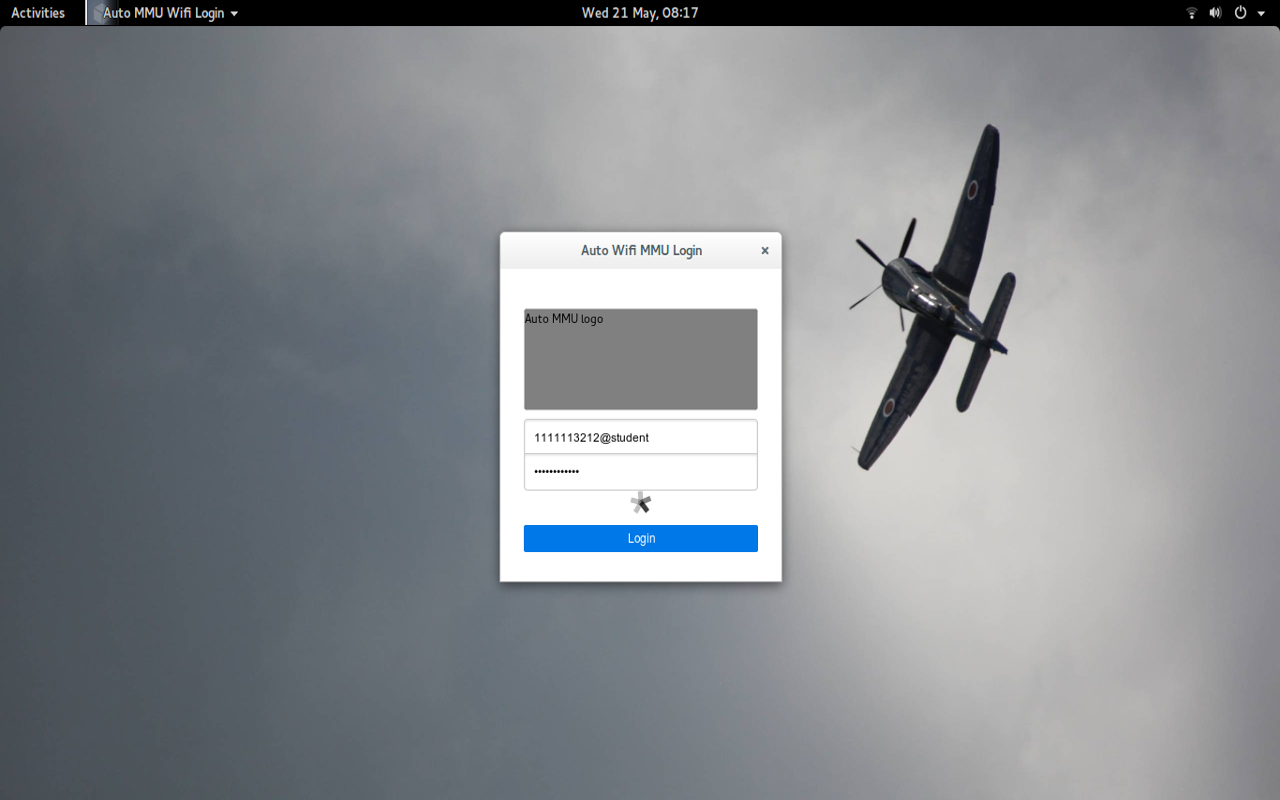 Activities
Auto MMU Wifi Login
Wed 21 May, 08:17
Auto Wifi MMU Login
Auto MMU logo
1111113212@student
••••••••••••
Login